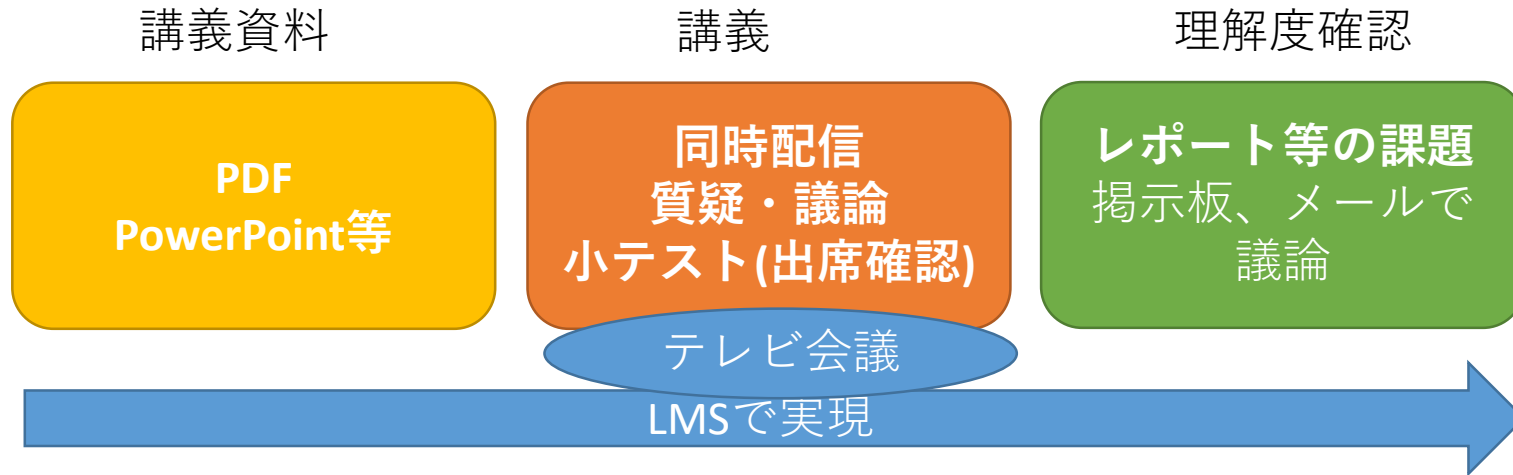 講義資料
講義
理解度確認
PDF
PowerPoint等
同時配信
質疑・議論
小テスト(出席確認)
レポート等の課題
掲示板、メールで
議論
テレビ会議
LMSで実現